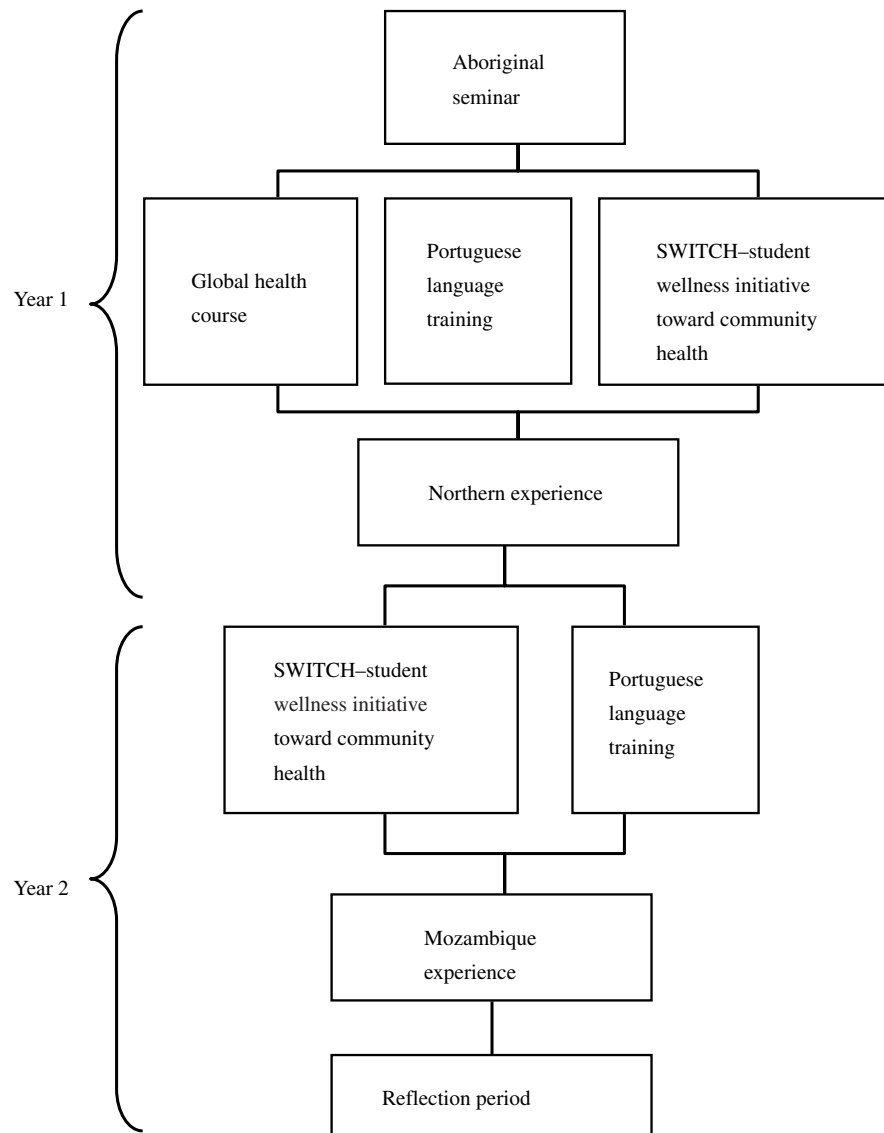 Aboriginal
seminar
Year 1
Global health
course
Portuguese
language
training
SWITCH–student
wellness initiative
toward community
health
Northern experience
Year 2
SWITCH–student
wellness initiative
toward community
health
Portuguese
language
training
Mozambique
experience
Reflection period